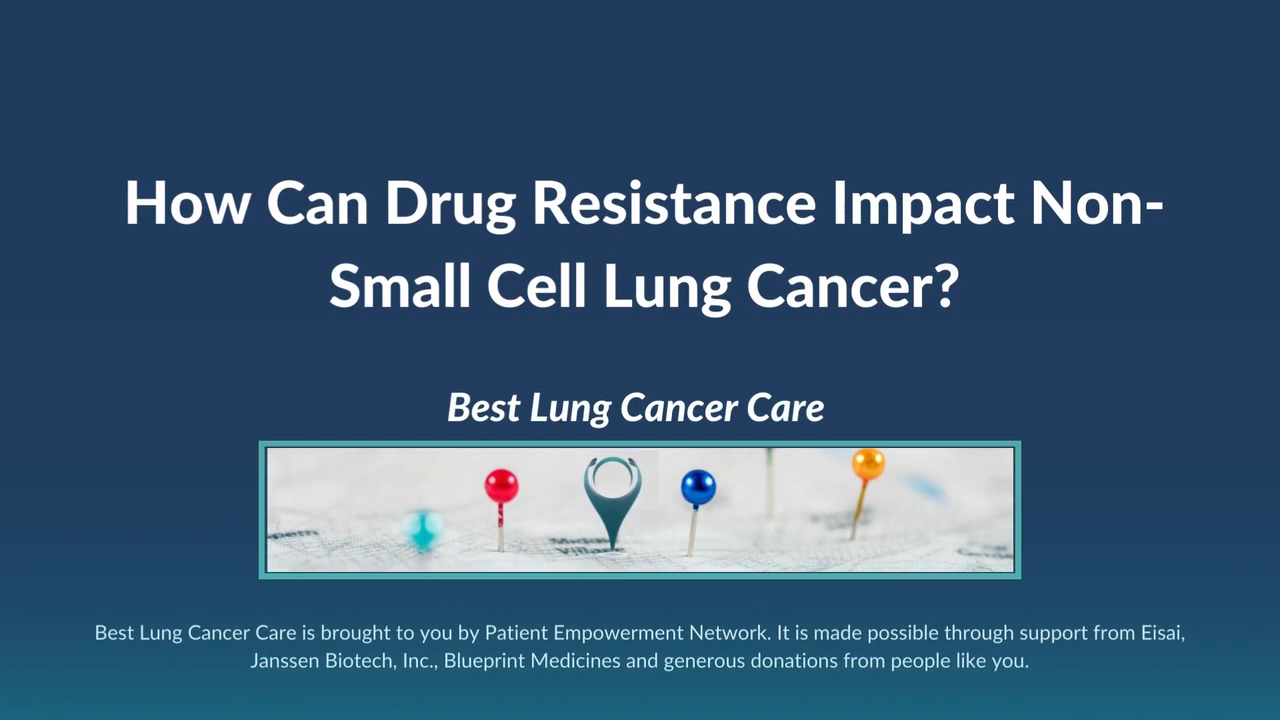 How Can Drug Resistance Impact Non-
Small Cell Lung Cancer?
Best Lung Cancer Care
Best Lung Cancer Care is brought to you by Patient Empowerment Network. It is made possible through support from Eisai,
Janssen Biotech, Inc., Blueprint Medicines and generous donations from people like you.